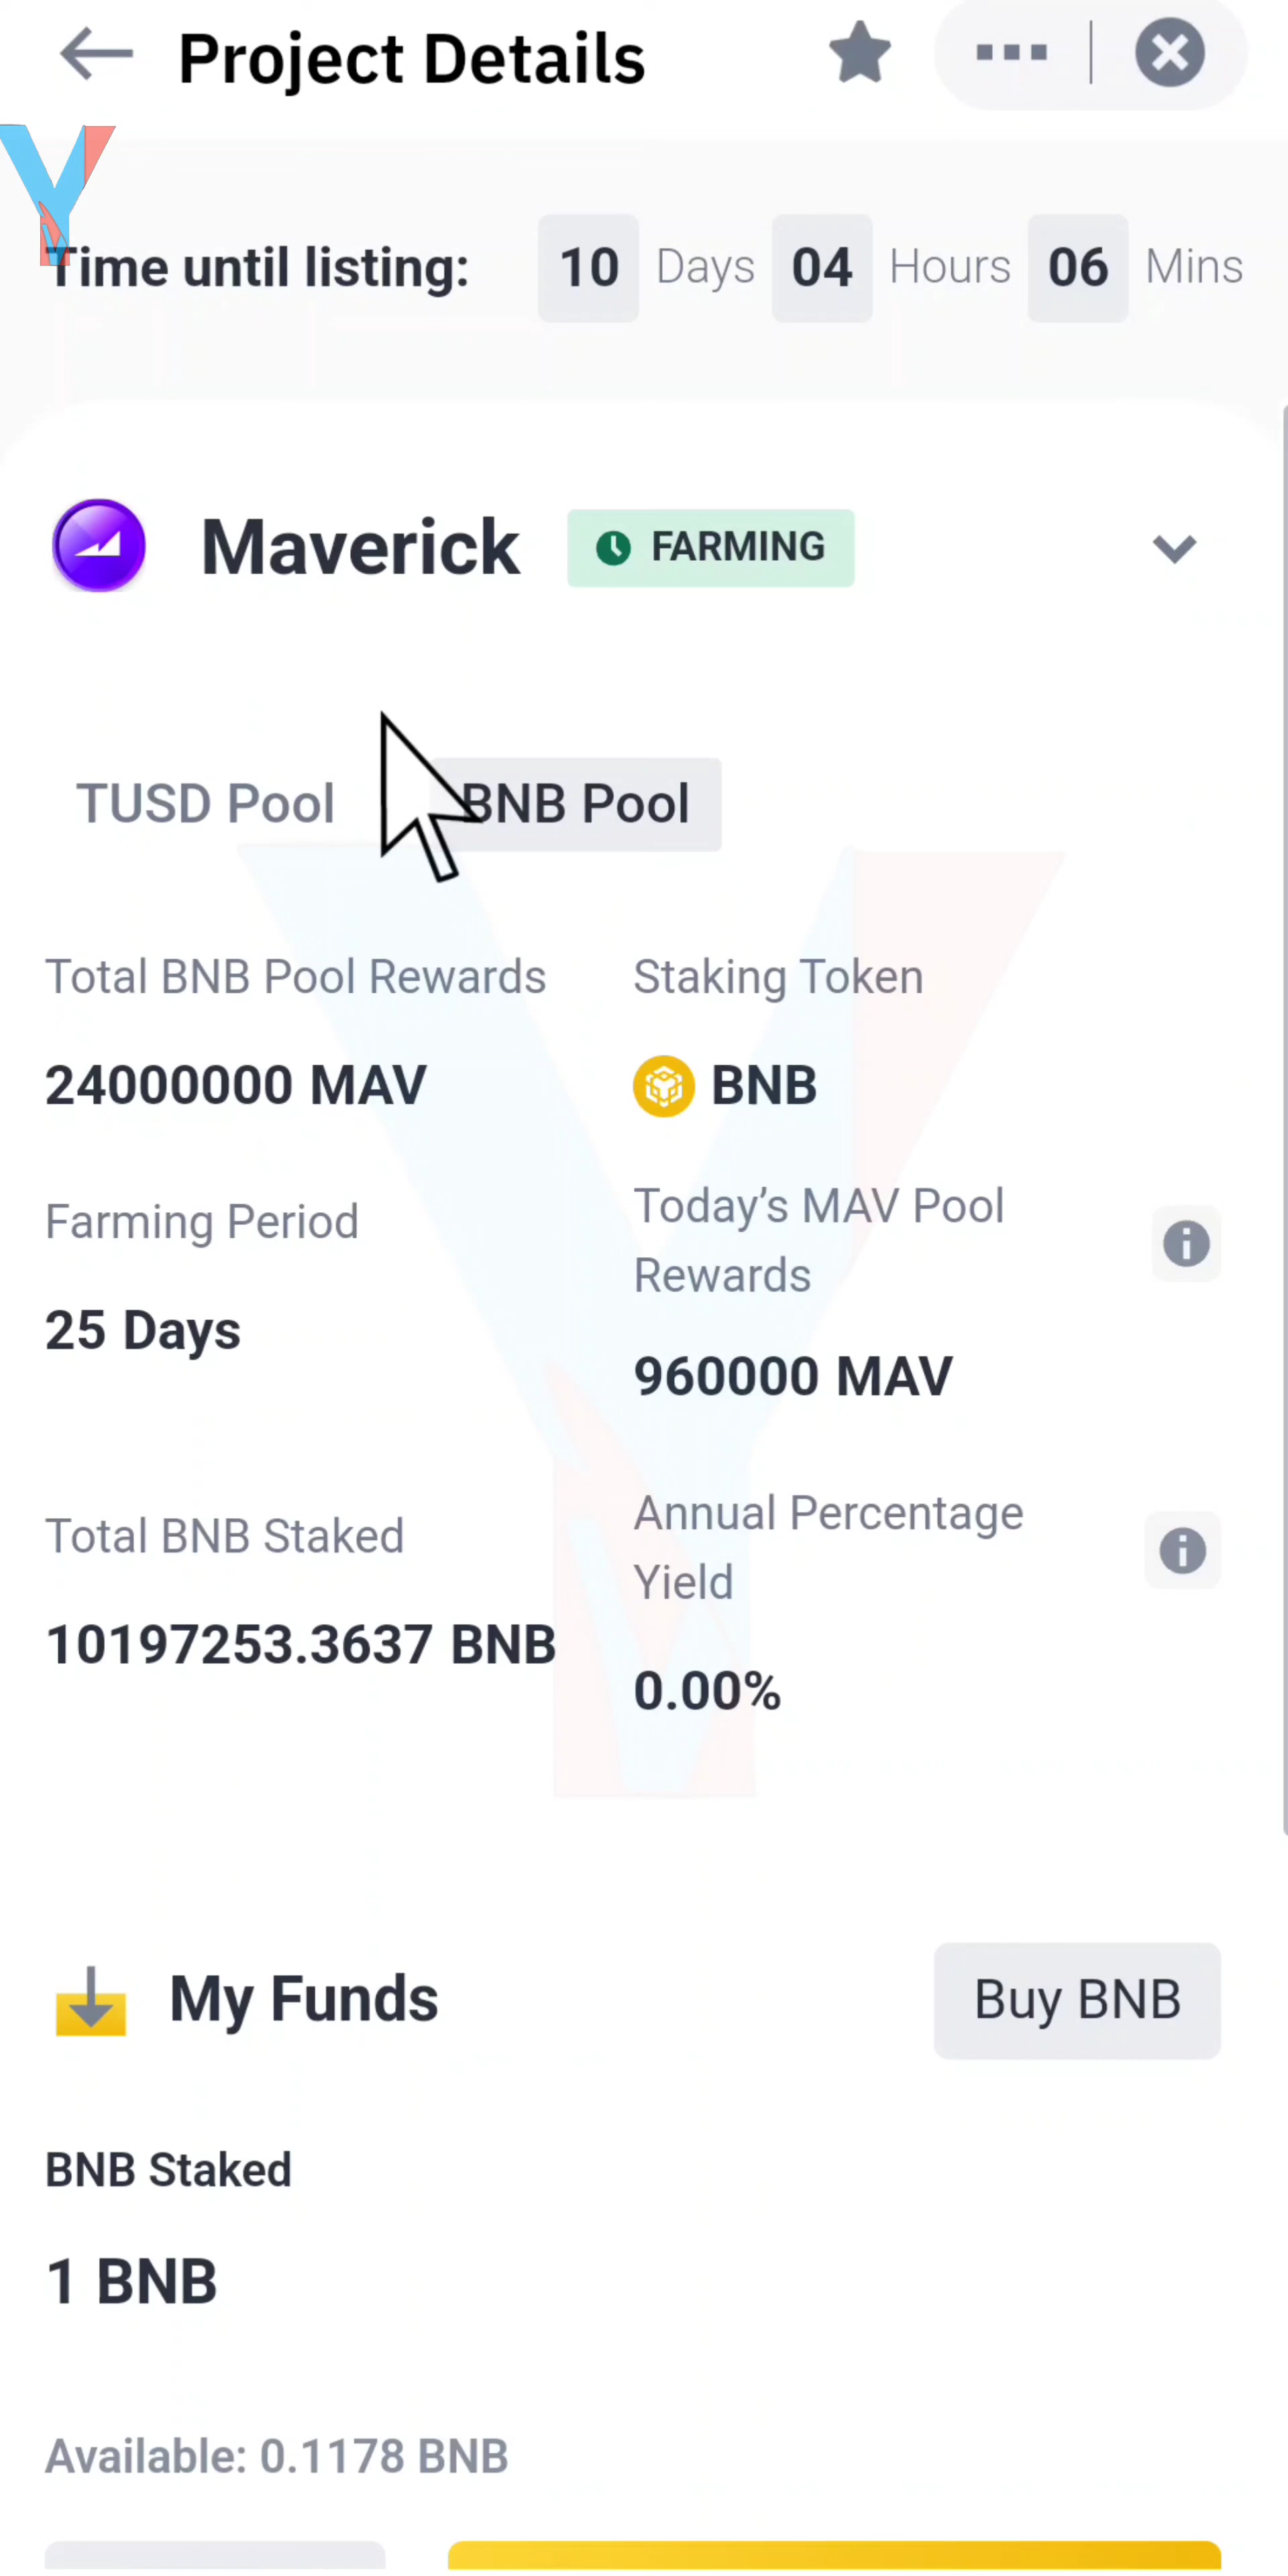 Project Details
Time until listing: 10 Days 04 Hours 06 Mins
Maverick FARMING
TUSD Pool BNB Pool
Total BNB Pool Rewards
24000000 MAV
Staking Token
BNB
Farming Period
25 Days
Today's MAV Pool
Rewards
960000 MAV
Total BNB Staked
10197253.3637 BNB
Annual Percentage
Yield
0.00%
My Funds
Buy BNB
BNB Staked
1 BNB
Available: 0.1178 BNB